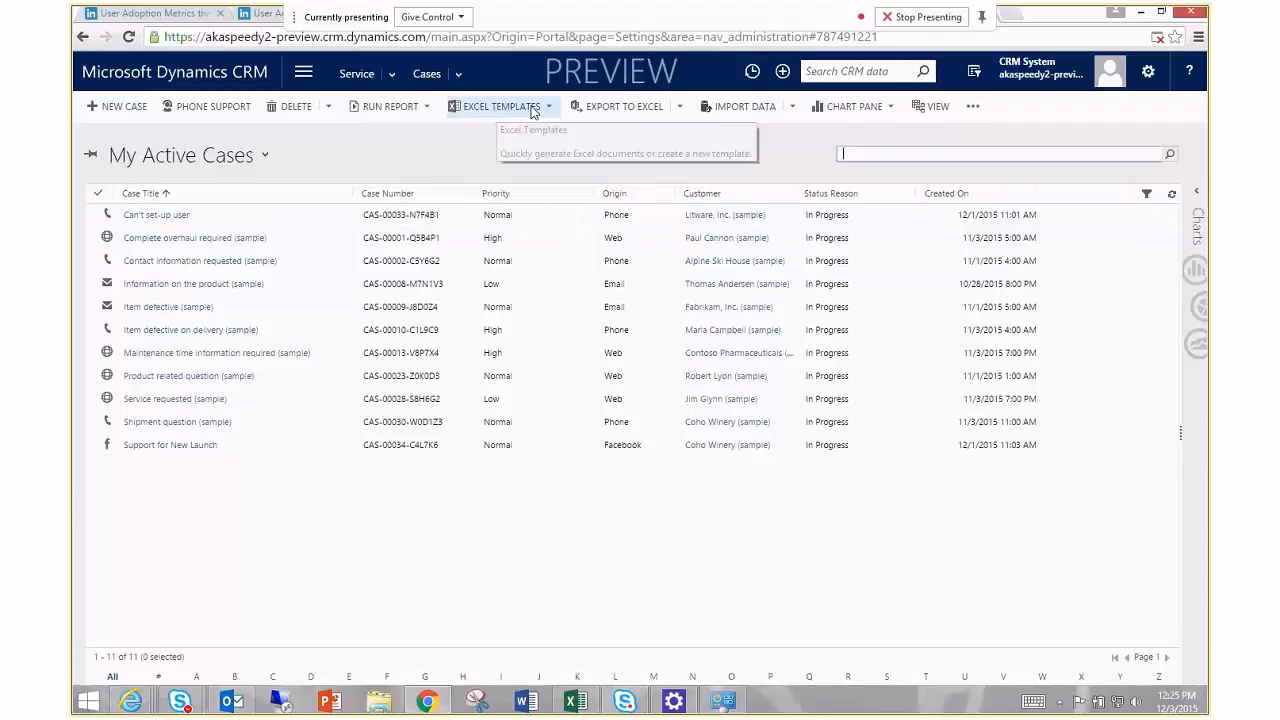 User Adoption Metrics tha
User Ad
Currently presenting
Give Control
Stop Presenting
https://akaspeedy2-preview.crm.dynamics.com/main.aspx?Origin=Portal&page=Settings&area=nav_administration#787491221
Microsoft Dynamics CRM
Service
Cases
PREVIEW
Search CRM data
CRM System
akaspeedy2-previ...
?
NEW CASE
PHONE SUPPORT
DELETE
RUN REPORT
EXCEL TEMPLATES
EXPORT TO EXCEL
IMPORT DATA
CHART PANE
VIEW
Excel Templates
Quickly generate Excel documents or create a new template.
My Active Cases
Case Title Case Number Priority Origin Customer Status Reason Created On
Can't set-up user CAS-00033-N7F4B1 Normal Phone Litware, Inc. (sample) In Progress 12/1/2015 11:01 AM
Complete overhaul required (sample) CAS-00001-Q5B4P1 High Web Paul Cannon (sample) In Progress 11/3/2015 5:00 AM
Contact information requested (sample) CAS-00002-C5Y6G2 Normal Phone Alpine Ski House (sample) In Progress 11/1/2015 4:00 AM
Information on the product (sample) CAS-00008-M7N1V3 Low Email Thomas Andersen (sample) In Progress 10/28/2015 8:00 PM
Item defective (sample) CAS-00009-J8D0Z4 Normal Email Fabrikam, Inc. (sample) In Progress 11/1/2015 5:00 AM
Item defective on delivery (sample) CAS-00010-C1L9C9 High Phone Maria Campbell (sample) In Progress 11/3/2015 4:00 AM
Maintenance time information required (sample) CAS-00013-V8P7X4 High Web Contoso Pharmaceuticals (... In Progress 11/3/2015 7:00 PM
Product related question (sample) CAS-00023-Z0K0D3 Normal Web Robert Lyon (sample) In Progress 11/1/2015 1:00 AM
Service requested (sample) CAS-00028-S8H6G2 Low Web Jim Glynn (sample) In Progress 11/3/2015 7:00 PM
Shipment question (sample) CAS-00030-W0D1Z3 Normal Phone Coho Winery (sample) In Progress 11/3/2015 11:00 AM
Support for New Launch CAS-00034-C4L7K6 Normal Facebook Coho Winery (sample) In Progress 12/1/2015 11:03 AM
Charts
1 - 11 of 11 (0 selected)
Page 1
All # A B C D E F G H I J K L M N O P Q R S T U V W X Y Z
12:25 PM
12/3/2015